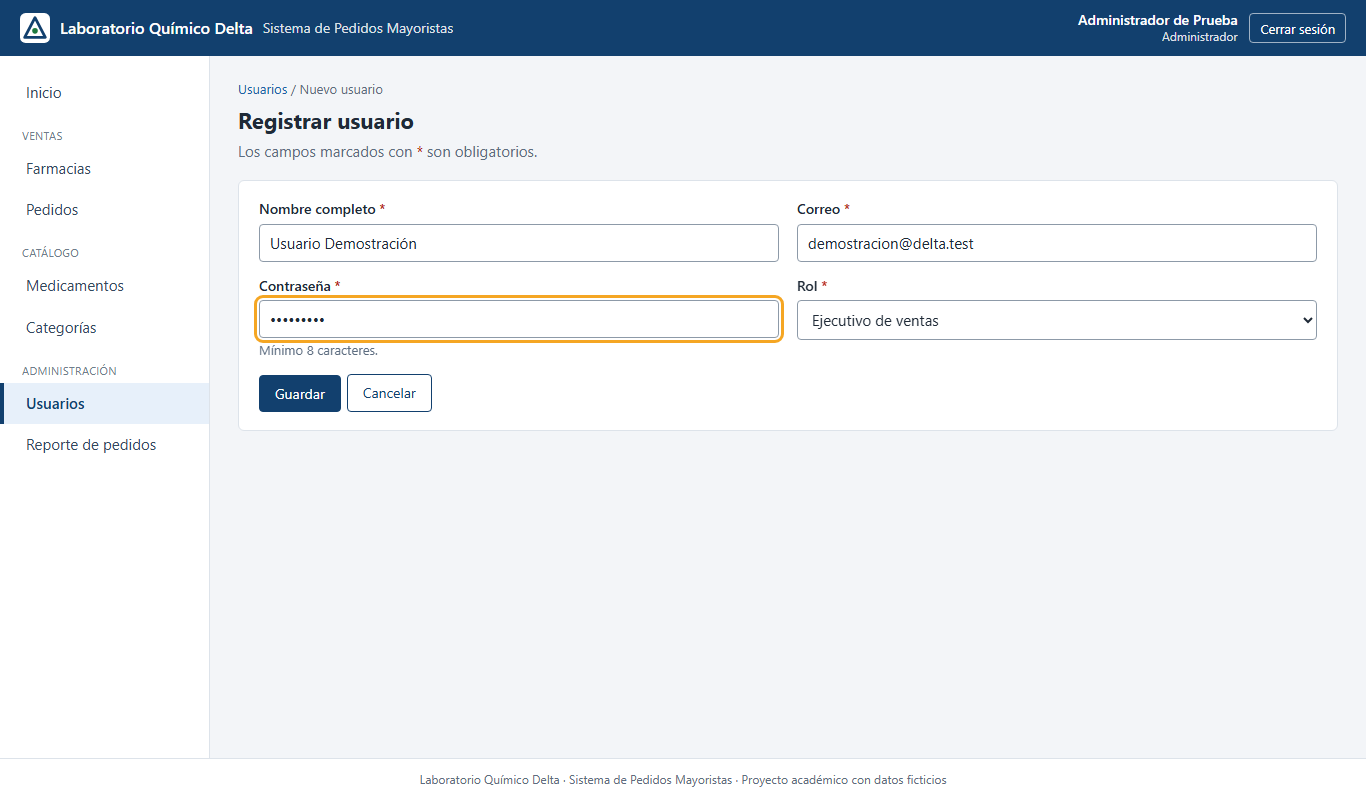 Laboratorio Químico Delta Sistema de Pedidos Mayoristas
Administrador de Prueba
Administrador
Cerrar sesión
Inicio
VENTAS
Farmacias
Pedidos
CATÁLOGO
Medicamentos
Categorías
ADMINISTRACIÓN
Usuarios
Reporte de pedidos
Usuarios / Nuevo usuario
Registrar usuario
Los campos marcados con * son obligatorios.
Nombre completo *
Usuario Demostración
Correo *
demostracion@delta.test
Contraseña *
•••••••••
Mínimo 8 caracteres.
Rol *
Ejecutivo de ventas
Guardar
Cancelar
Laboratorio Químico Delta · Sistema de Pedidos Mayoristas · Proyecto académico con datos ficticios